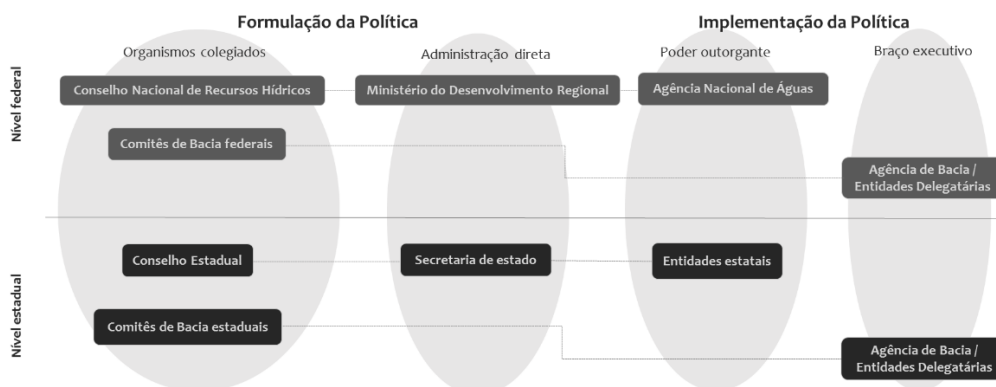 Formulação da Política
Implementação da Política
Organismos colegiados
Administração direta
Poder outorgante
Braço executivo
Nível federal
Conselho Nacional de Recursos Hídricos
Ministério do Desenvolvimento Regional
Agência Nacional de Águas
Comitês de Bacia federais
Agência de Bacia /
Entidades Delegatárias
Nível estadual
Conselho Estadual
Secretaria de estado
Entidades estatais
Comitês de Bacia estaduais
Agência de Bacia /
Entidades Delegatárias